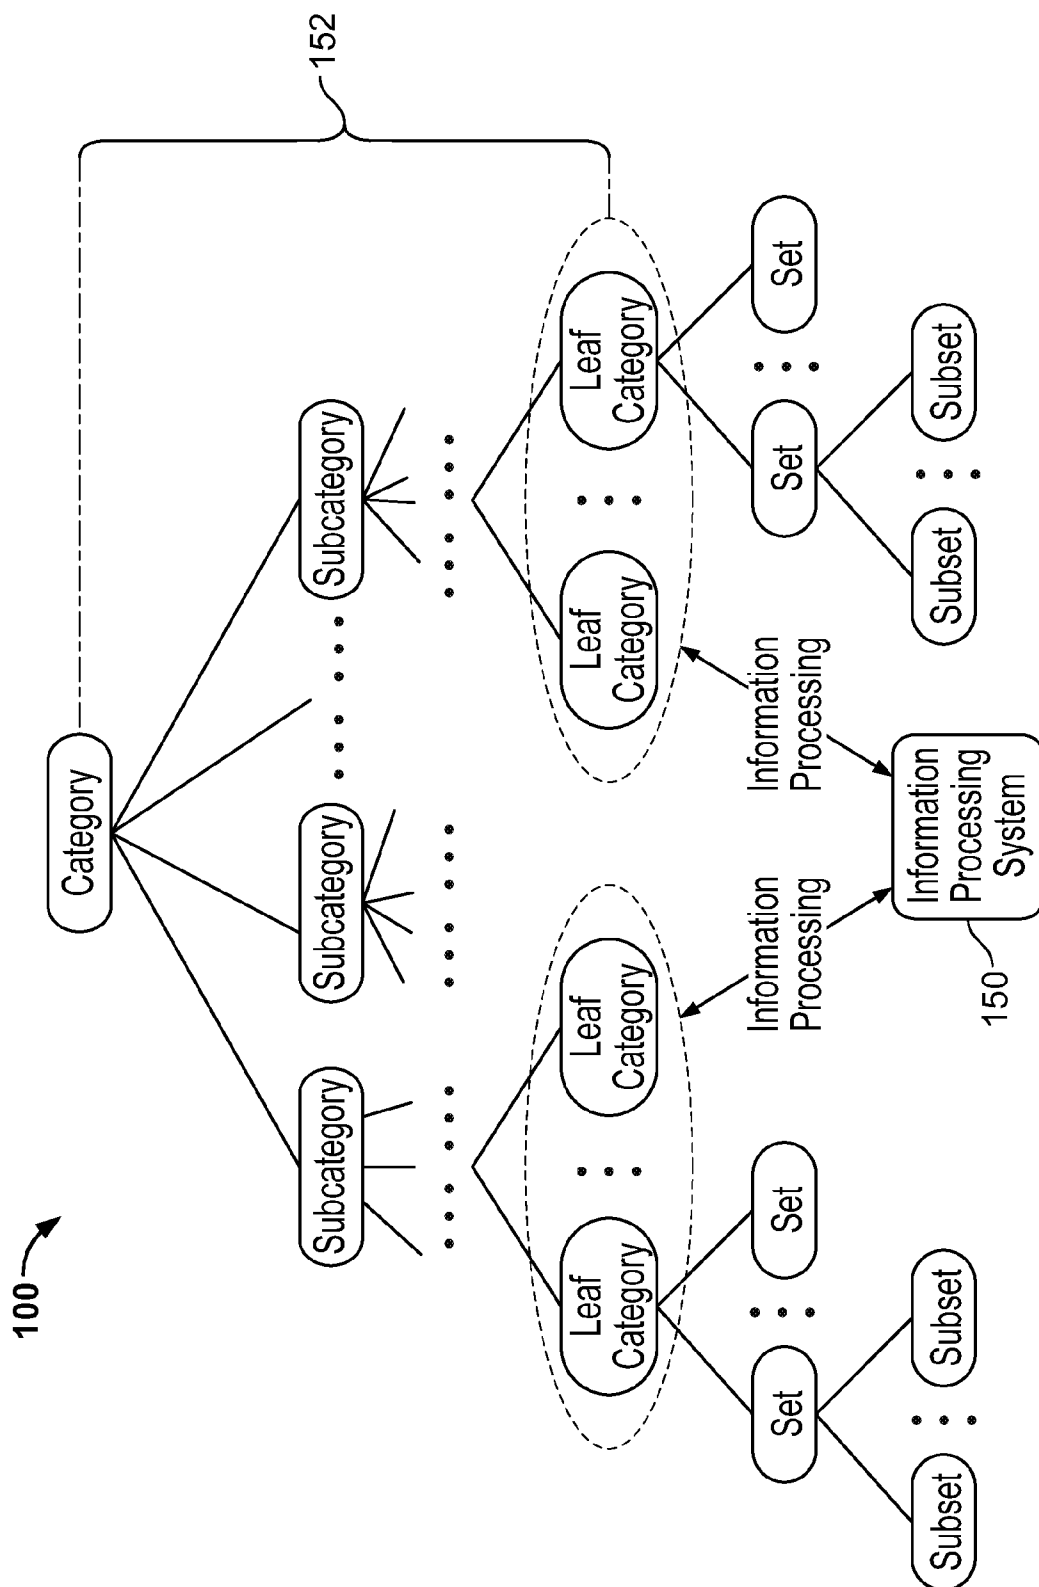 100
Category
152
Subcategory
Subcategory
Subcategory
Leaf
Category
Leaf
Category
Leaf
Category
Leaf
Category
Set
Set
Information
Processing
Information
Processing
Set
Set
Subset
Subset
Information
Processing
System
150
Subset
Subset